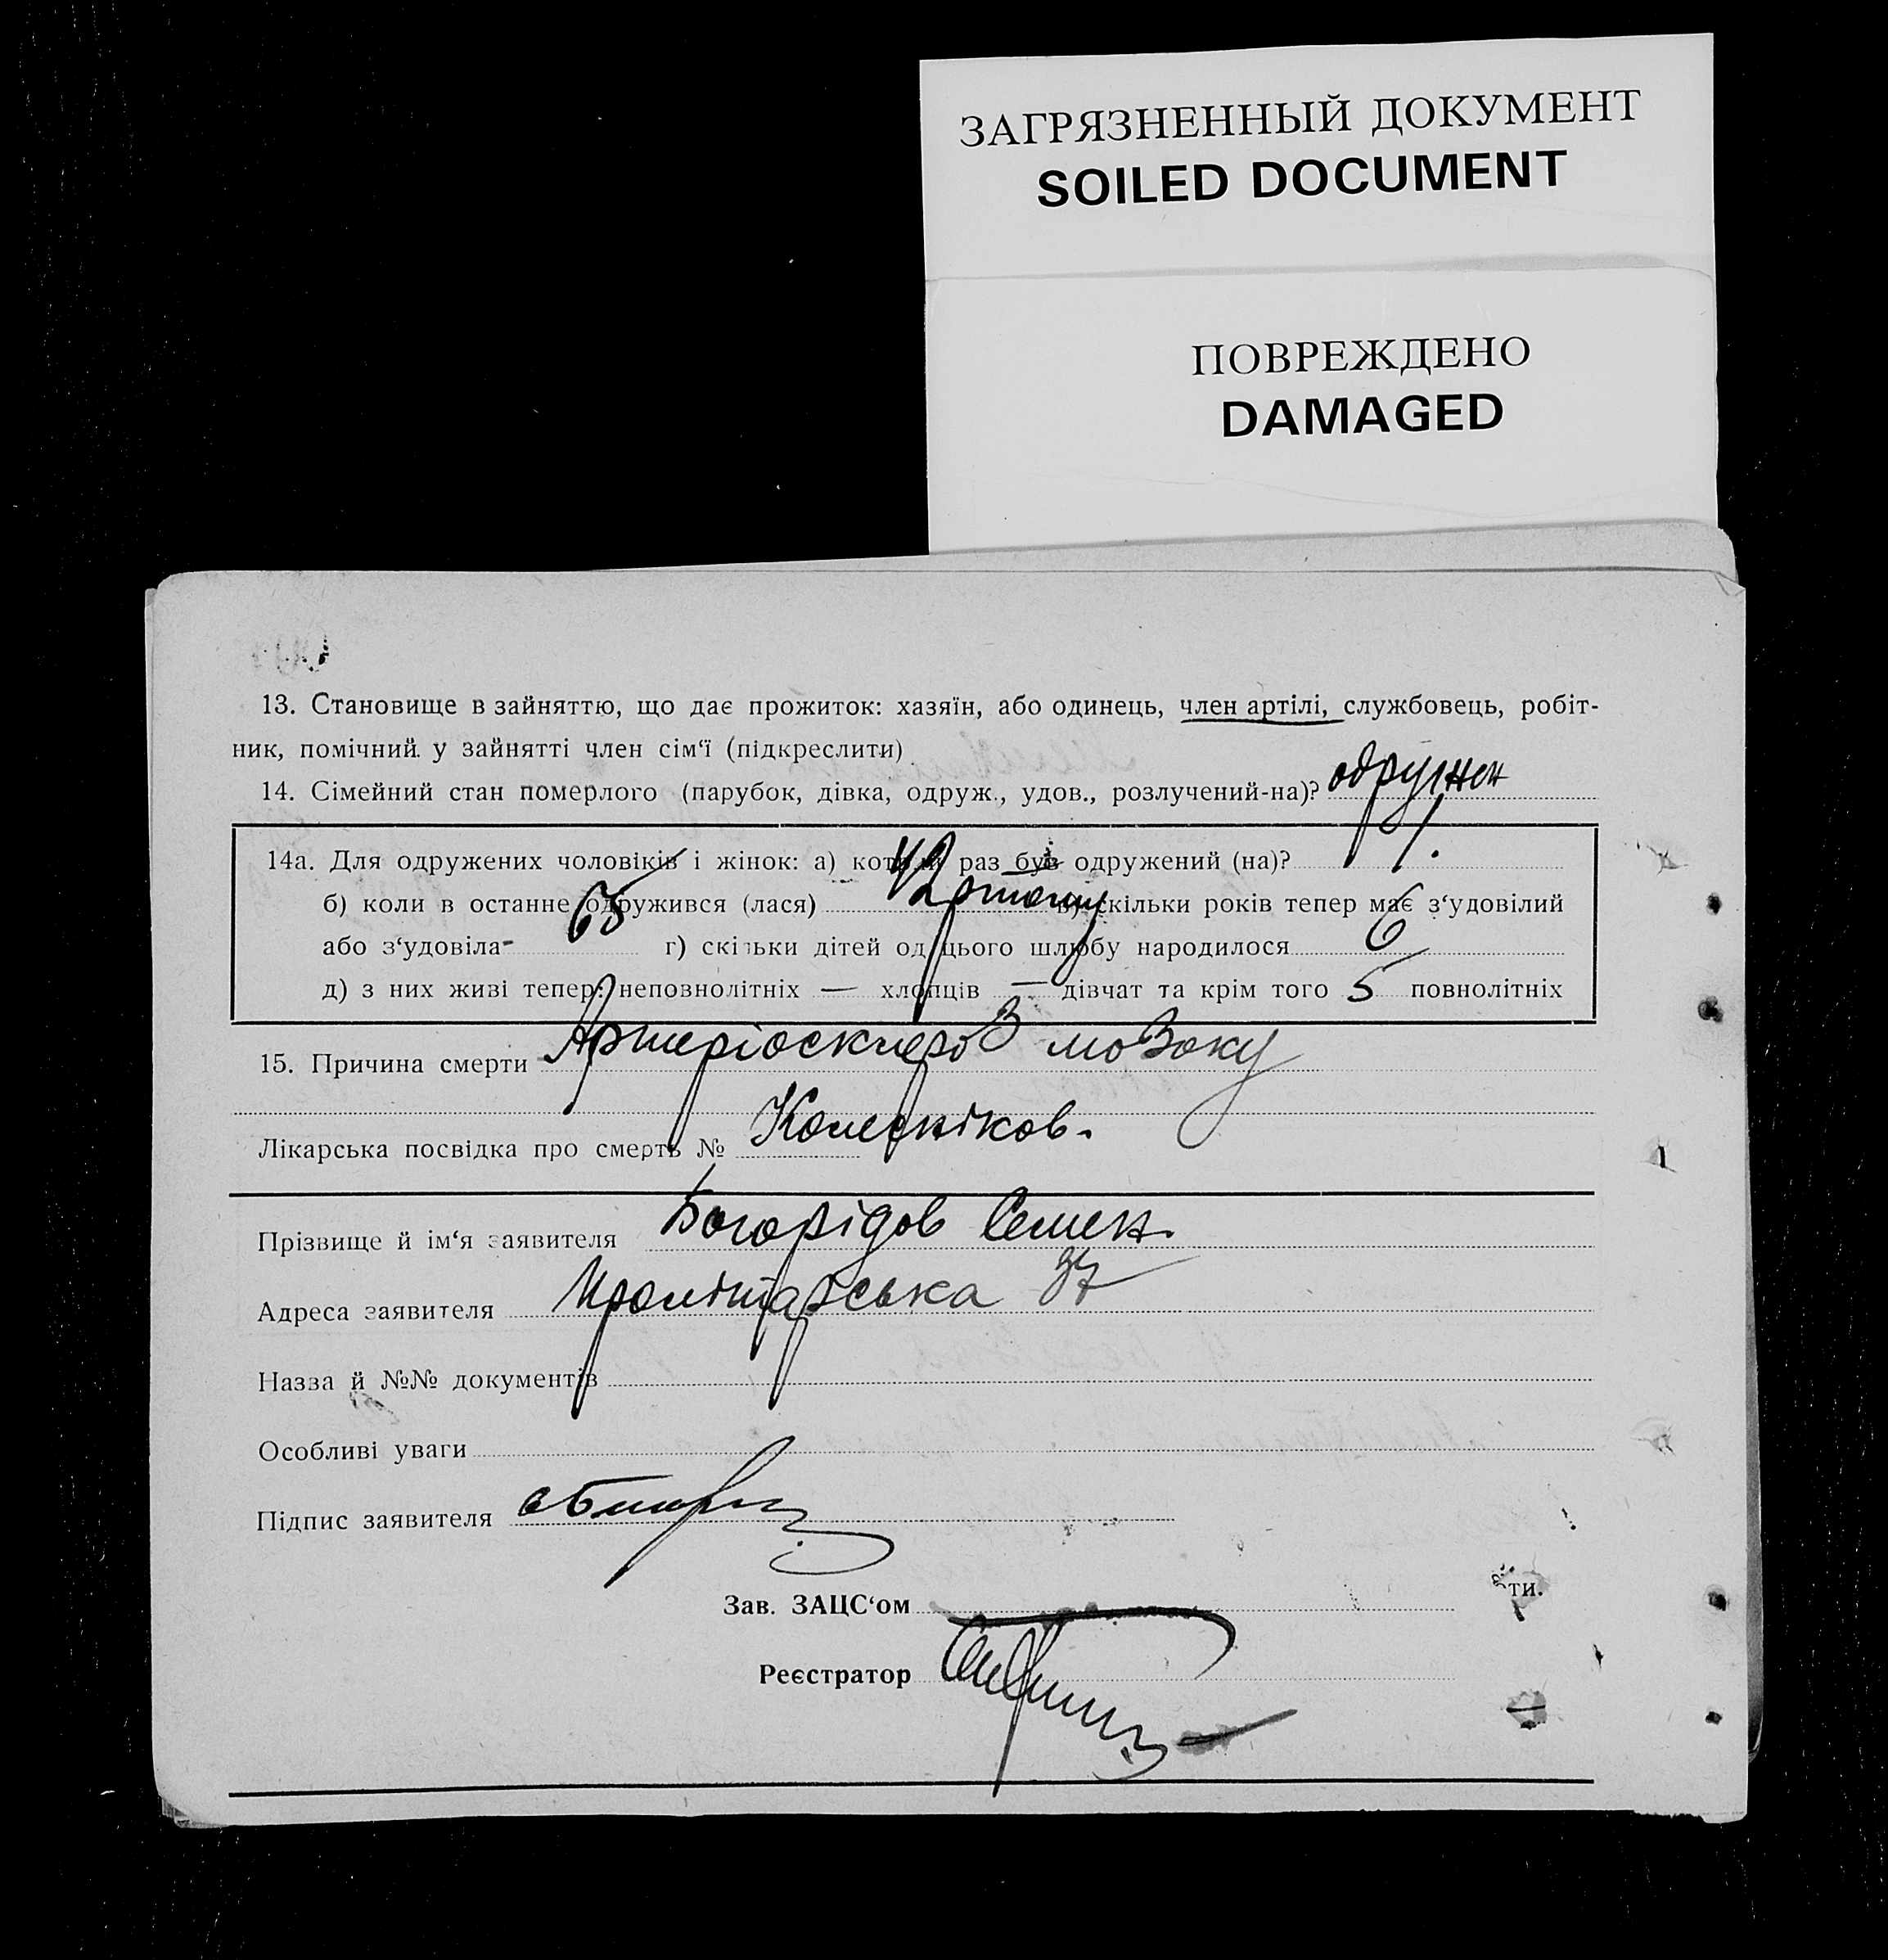 ЗАГРЯЗНЕННЫЙ ДОКУМЕНТ
SOILED DOCUMENT
ПОВРЕЖДЕНО
DAMAGED
13. Становище в зайняттю, що дає прожиток: хазяїн, або одинець, член артілі, службовець, робіт-
ник, помічний у зайнятті член сім‘ї (підкреслити)
14. Сімейний стан померлого (парубок, дівка, одруж., удов., розлучений-на)? одружен
14а. Для одружених чоловіків і жінок: а) котрий раз був одружений (на)? 1.
б) коли в останнє одружився (лася) в) скільки років тепер має з‘удовілий
або з‘удовіла- 65 г) скільки дітей од цього шлюбу народилося 6
д) з них живі тепер: неповнолітніх — хлопців — дівчат та крім того 5 повнолітніх
15. Причина смерти Артеріосклероз мозоку
Лікарська посвідка про смерть № Колесніков.
Прізвище й ім‘я заявителя Семен
Адреса заявителя Пролітарська 37
Назва й №№ документів
Особливі уваги
Підпис заявителя
Зав. ЗАЦС‘ом
Реєстратор